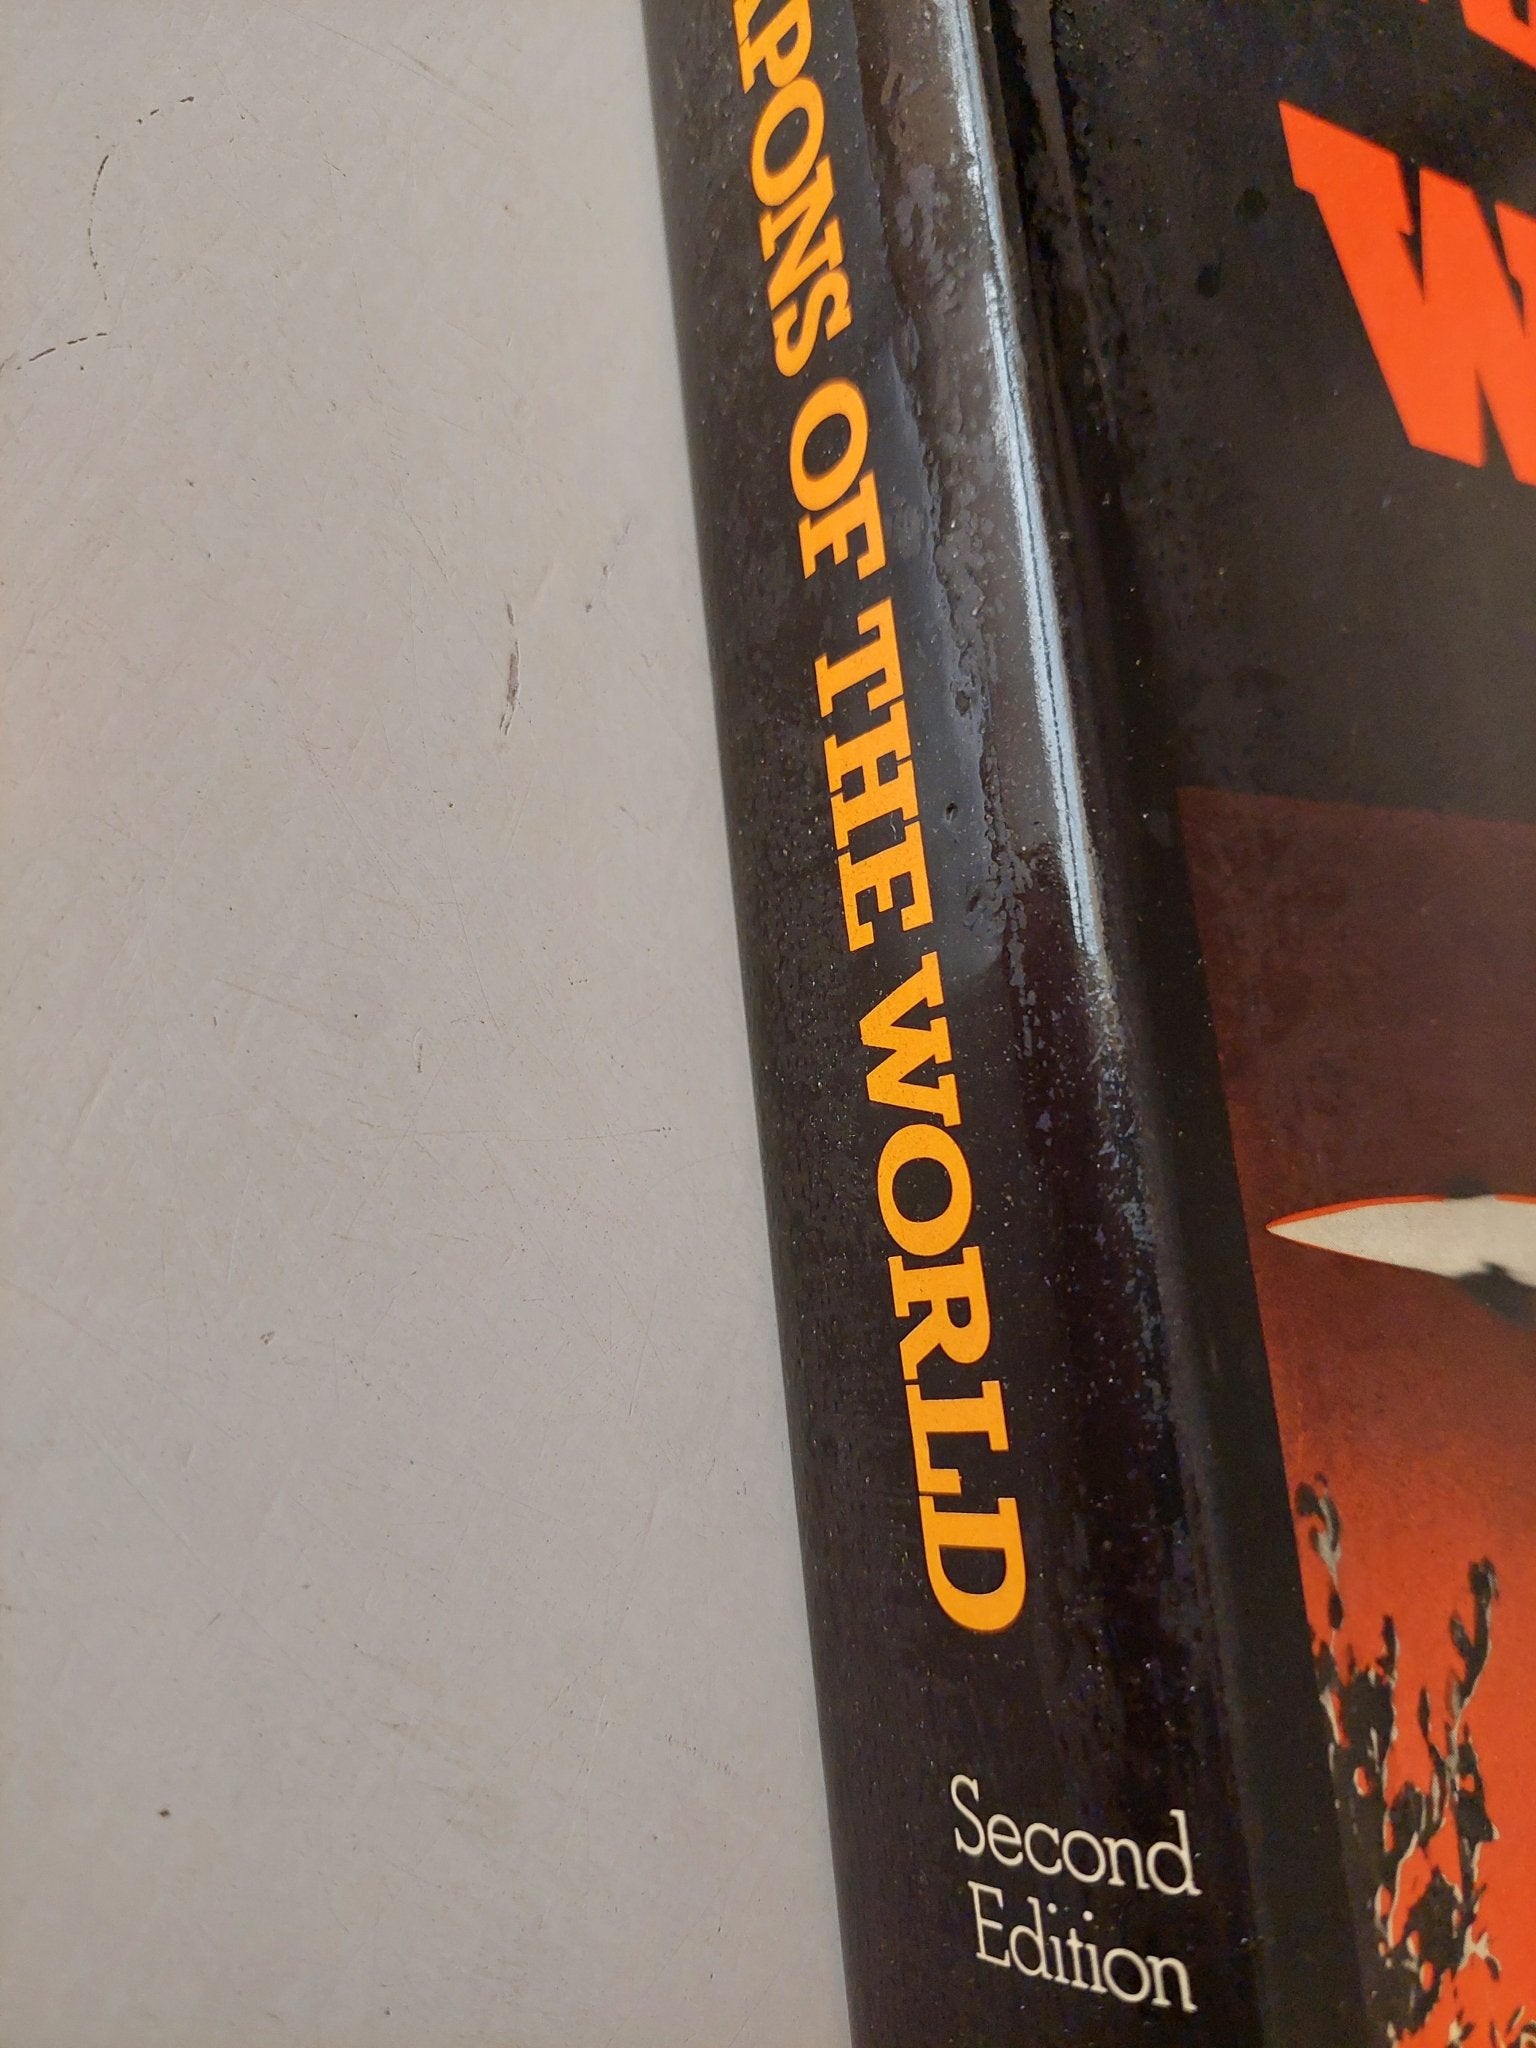 APONS OF THE WORLD
Second
Edition
W